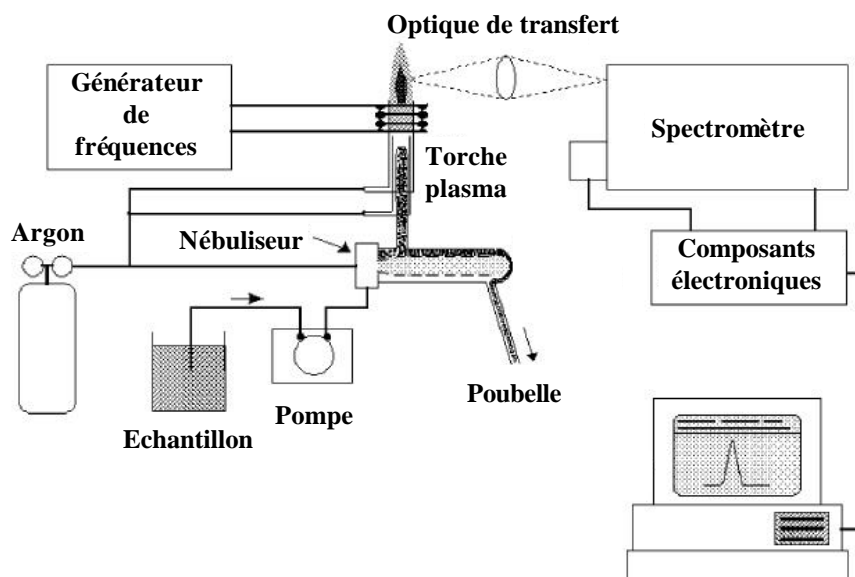 Optique de transfert
Générateur
de
fréquences
Spectromètre
Torche
plasma
Argon
Nébuliseur
Composants
électroniques
Poubelle
Pompe
Echantillon